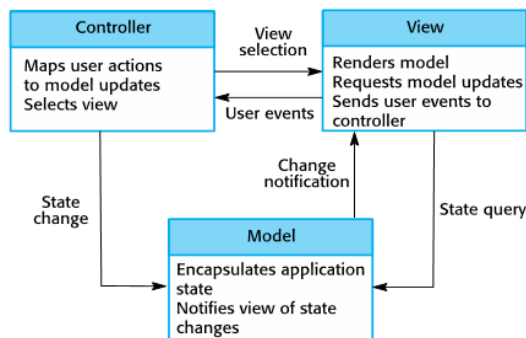 Controller
Maps user actions
to model updates
Selects view
View
selection
User events
View
Renders model
Requests model updates
Sends user events to
controller
State
change
Change
notification
State query
Model
Encapsulates application
state
Notifies view of state
changes